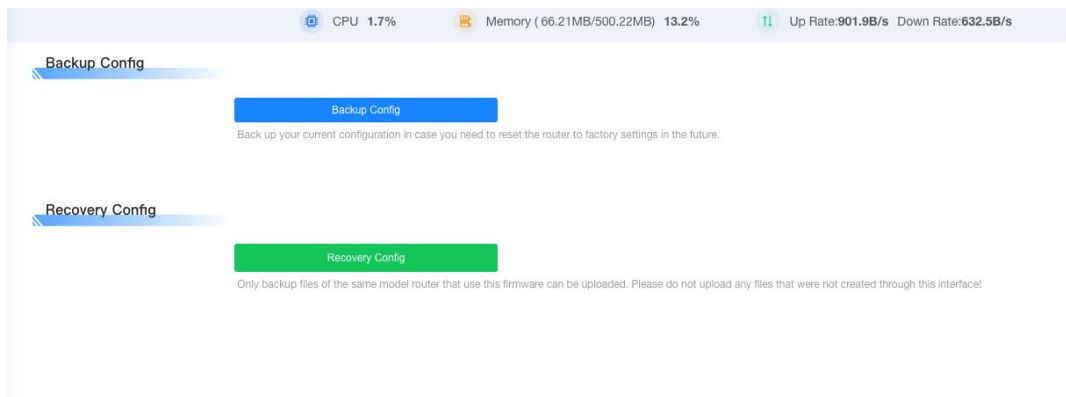 CPU 1.7% Memory ( 66.21MB/500.22MB) 13.2% Up Rate:901.9B/s Down Rate:632.5B/s
Backup Config
Backup Config
Back up your current configuration in case you need to reset the router to factory settings in the future.
Recovery Config
Recovery Config
Only backup files of the same model router that use this firmware can be uploaded. Please do not upload any files that were not created through this interface!